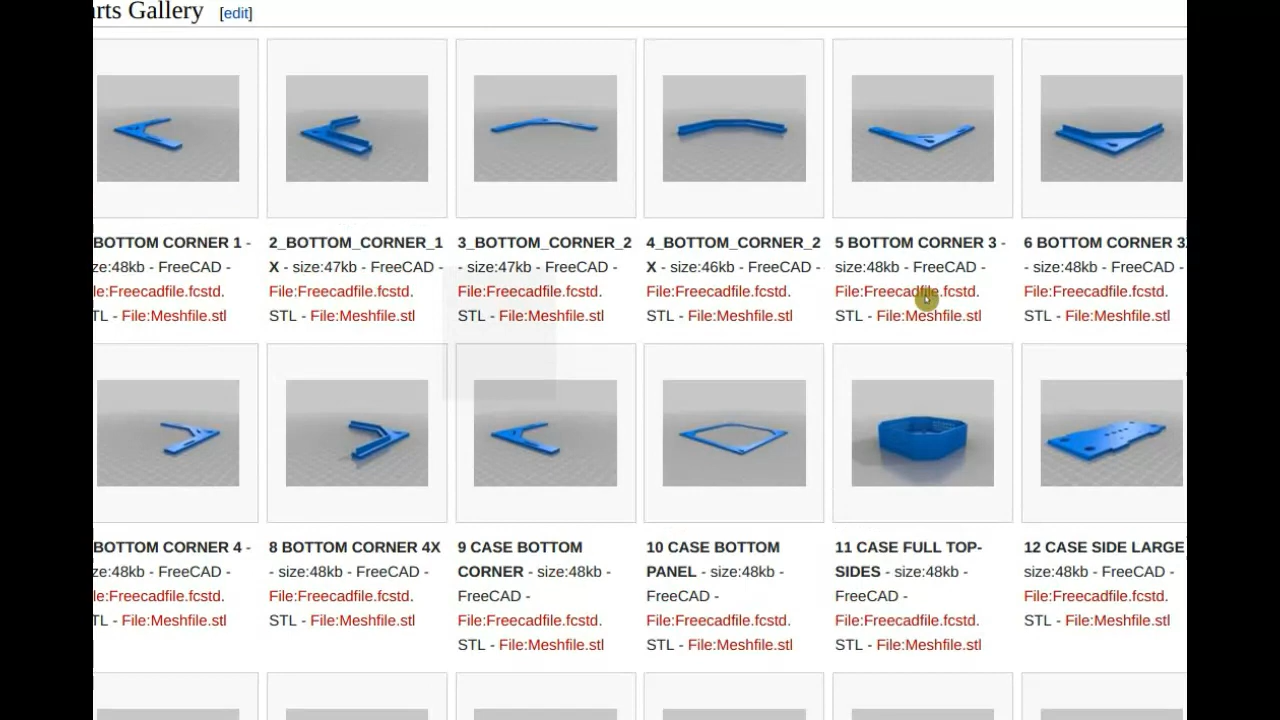 arts Gallery [edit]
BOTTOM CORNER 1 -
ze:48kb - FreeCAD -
le:Freecadfile.fcstd.
TL - File:Meshfile.stl
2_BOTTOM_CORNER_1
X - size:47kb - FreeCAD -
File:Freecadfile.fcstd.
STL - File:Meshfile.stl
3_BOTTOM_CORNER_2
- size:47kb - FreeCAD -
File:Freecadfile.fcstd.
STL - File:Meshfile.stl
4_BOTTOM_CORNER_2
X - size:46kb - FreeCAD -
File:Freecadfile.fcstd.
STL - File:Meshfile.stl
5 BOTTOM CORNER 3 -
size:48kb - FreeCAD -
File:Freecadfile.fcstd.
STL - File:Meshfile.stl
6 BOTTOM CORNER 3
- size:48kb - FreeCAD -
File:Freecadfile.fcstd.
STL - File:Meshfile.stl
BOTTOM CORNER 4 -
ze:48kb - FreeCAD -
le:Freecadfile.fcstd.
TL - File:Meshfile.stl
8 BOTTOM CORNER 4X
- size:48kb - FreeCAD -
File:Freecadfile.fcstd.
STL - File:Meshfile.stl
9 CASE BOTTOM
CORNER - size:48kb -
FreeCAD -
File:Freecadfile.fcstd.
STL - File:Meshfile.stl
10 CASE BOTTOM
PANEL - size:48kb -
FreeCAD -
File:Freecadfile.fcstd.
STL - File:Meshfile.stl
11 CASE FULL TOP-
SIDES - size:48kb -
FreeCAD -
File:Freecadfile.fcstd.
STL - File:Meshfile.stl
12 CASE SIDE LARGE
size:48kb - FreeCAD -
File:Freecadfile.fcstd.
STL - File:Meshfile.stl